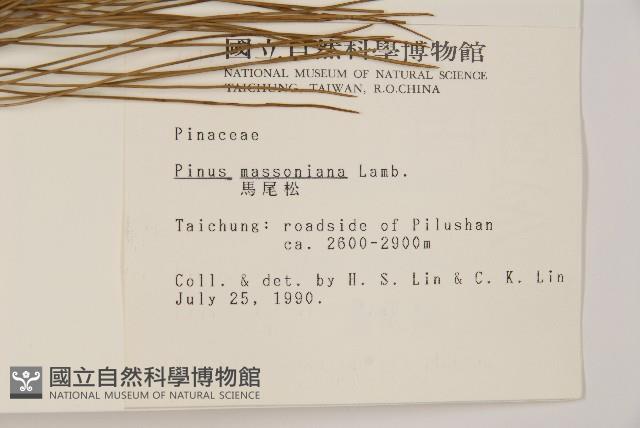 國立自然科學博物館
NATIONAL MUSEUM OF NATURAL SCIENCE
TAICHUNG, TAIWAN, R.O.CHINA
Pinaceae
Pinus massoniana Lamb.
馬尾松
Taichung: roadside of Pilushan
ca. 2600-2900m
Coll. & det. by H. S. Lin & C. K. Lin
July 25, 1990.
國立自然科學博物館
NATIONAL MUSEUM OF NATURAL SCIENCE